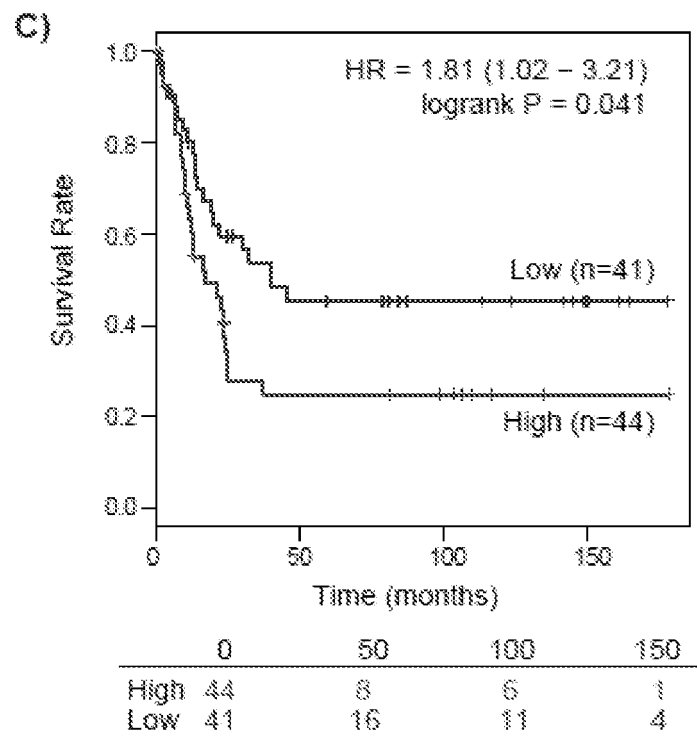 C)
HR = 1.81 (1.02 – 3.21)
logrank P = 0.041
1.0
0.8
0.6
0.4
0.2
0.0
Survival Rate
Low (n=41)
High (n=44)
0 50 100 150
Time (months)
0 50 100 150
High 44 8 6 1
Low 41 16 11 4